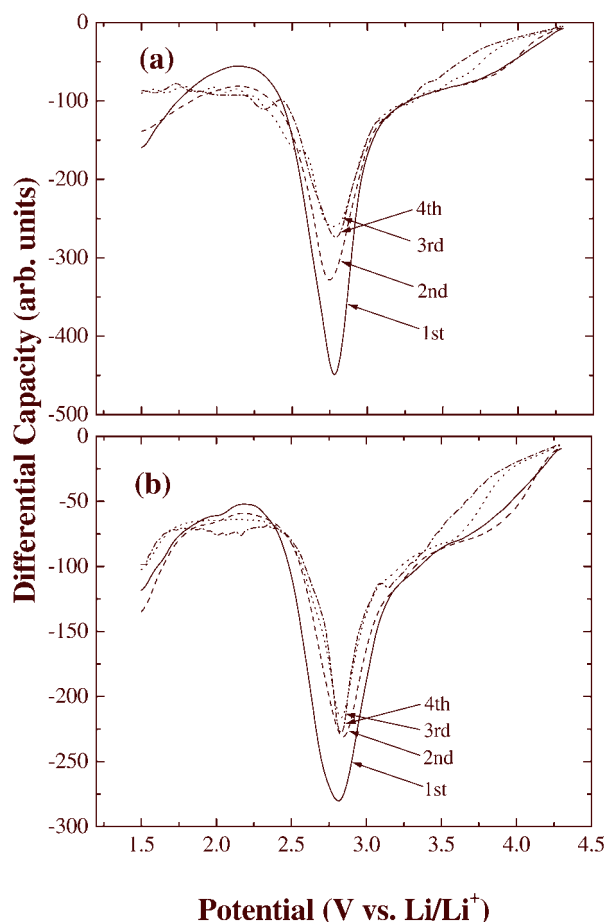 0
-100
-200
-300
-400
-500
(a)
4th
3rd
2nd
1st
Differential Capacity (arb. units)
0
-50
-100
-150
-200
-250
-300
(b)
4th
3rd
2nd
1st
1.5 2.0 2.5 3.0 3.5 4.0 4.5
Potential (V vs. Li/Li⁺)